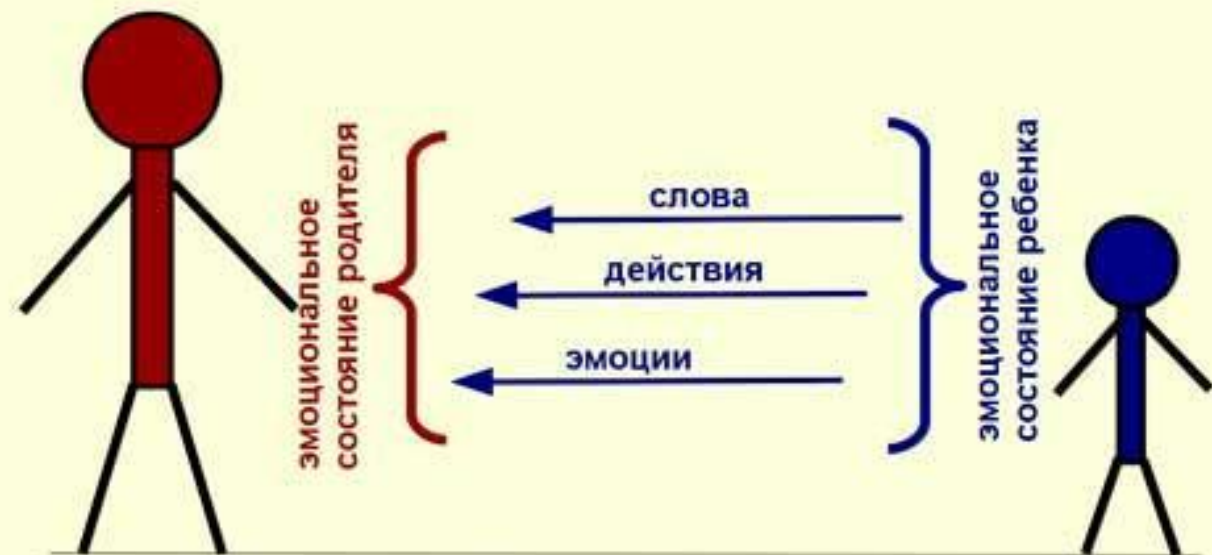 эмоциональное
состояние родителя
слова
действия
эмоции
эмоциональное
состояние ребенка